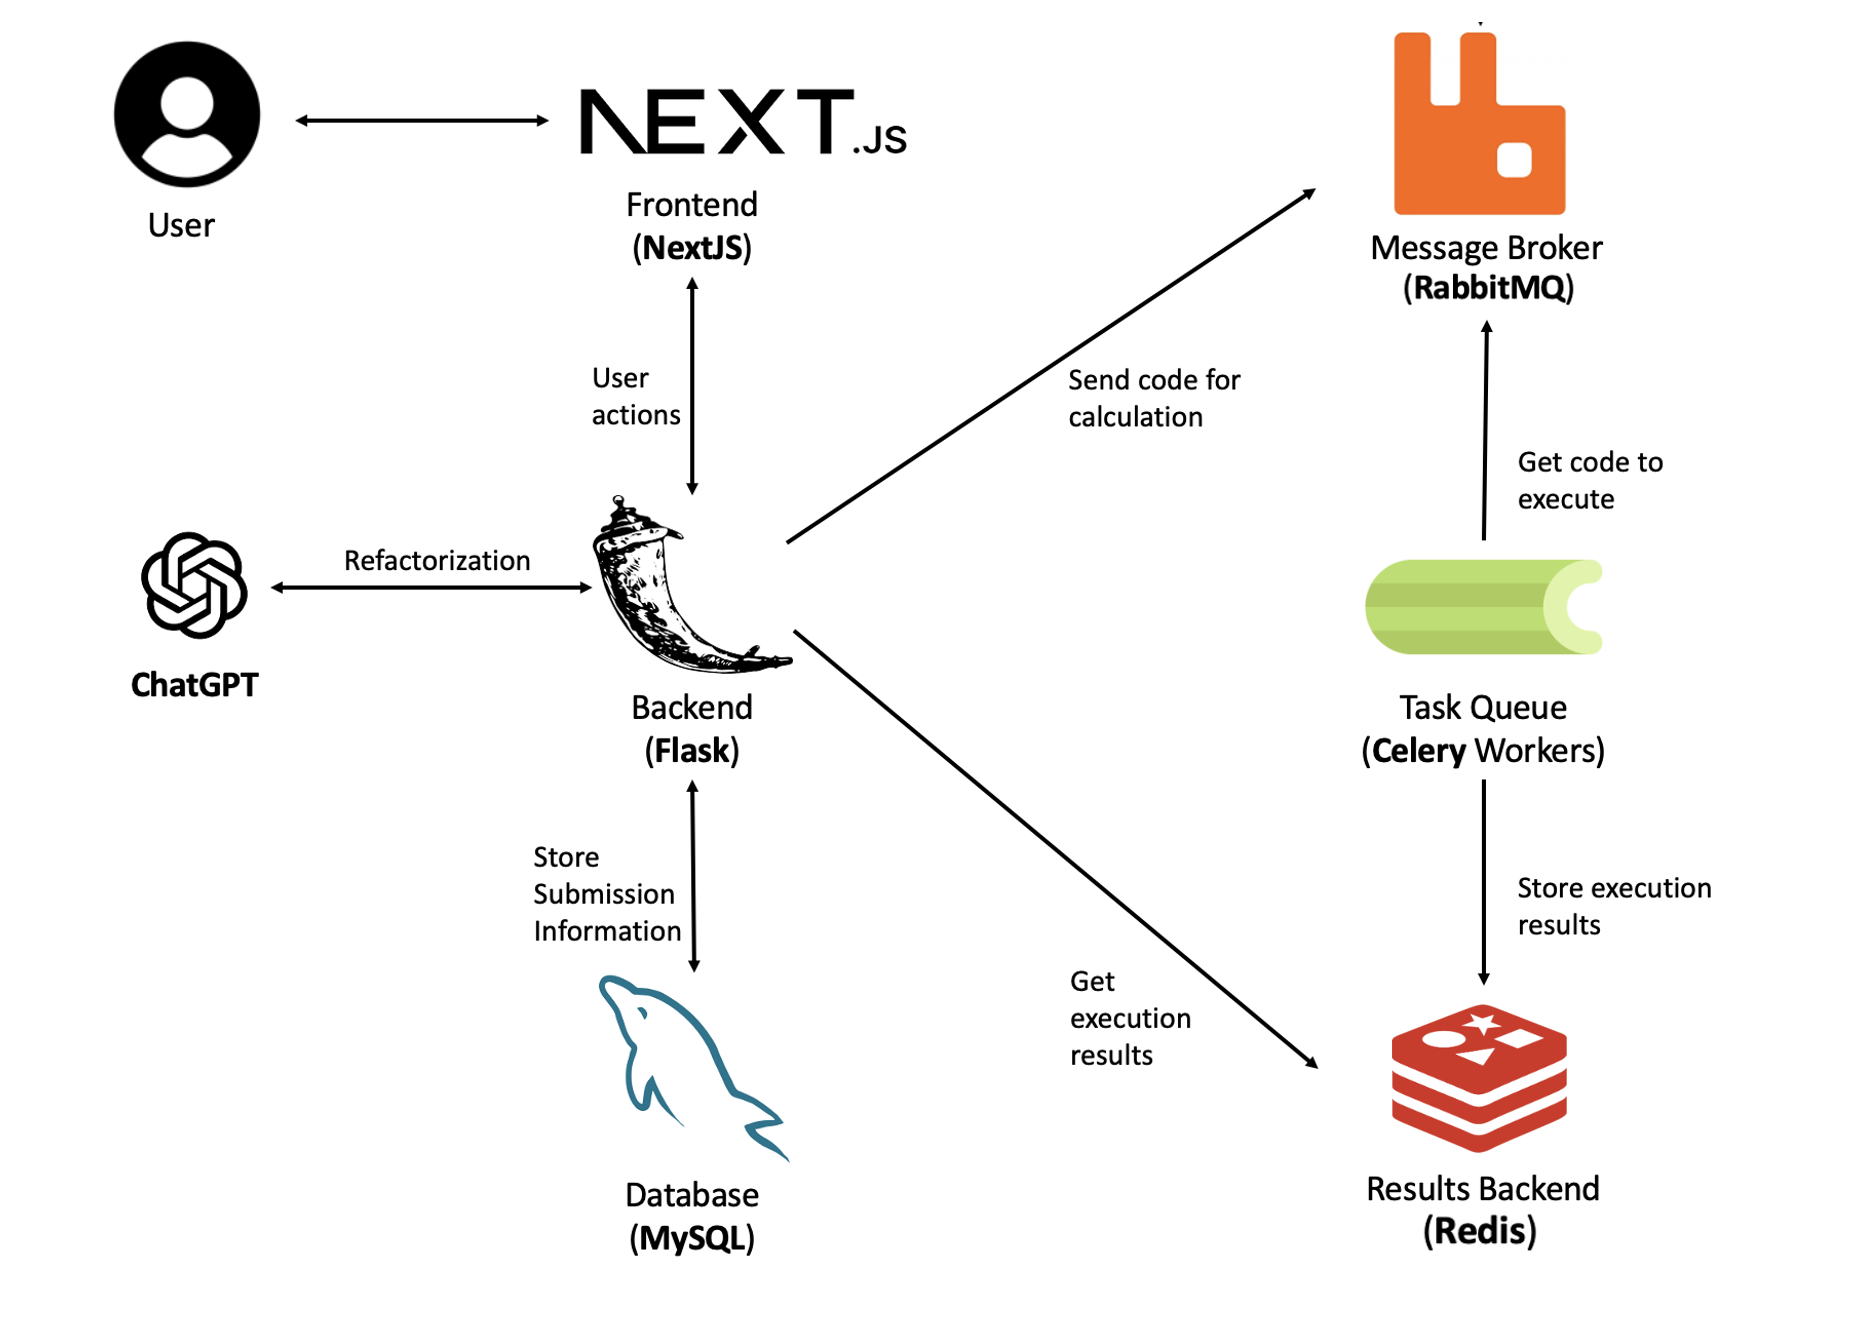 NEXT.JS
User
Frontend
(NextJS)
Message Broker
(RabbitMQ)
User
actions
Send code for
calculation
Get code to
execute
Refactorization
ChatGPT
Backend
(Flask)
Task Queue
(Celery Workers)
Store
Submission
Information
Store execution
results
Get
execution
results
Database
(MySQL)
Results Backend
(Redis)